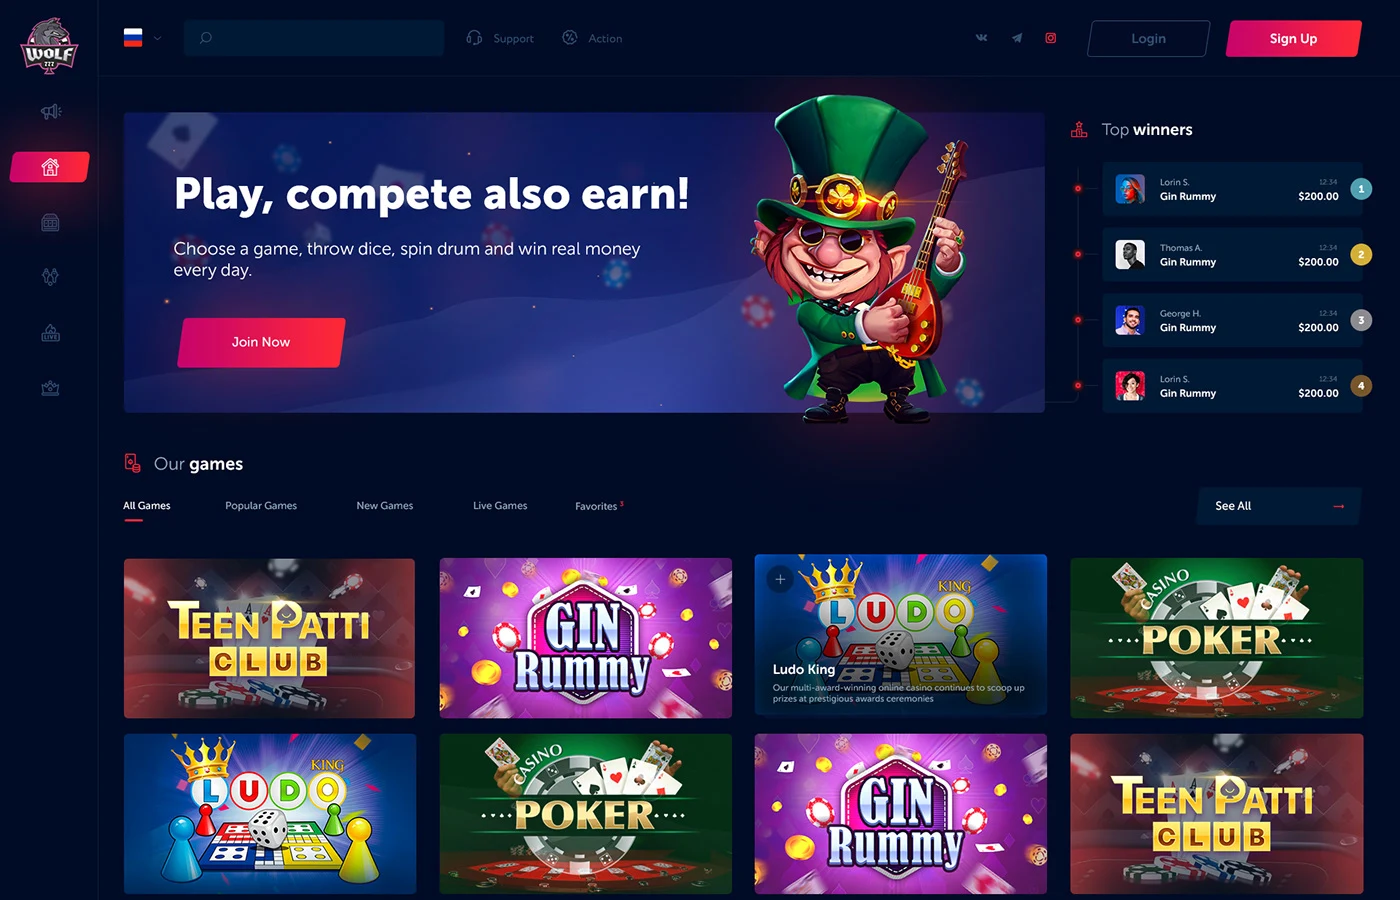 WOLF
777
Support
Action
Login
Sign Up
Play, compete also earn!
Choose a game, throw dice, spin drum and win real money
every day.
Join Now
Top winners
Lorin S.
12:34
Gin Rummy
$200.00
1
Thomas A.
12:34
Gin Rummy
$200.00
2
George H.
12:34
Gin Rummy
$200.00
3
Lorin S.
12:34
Gin Rummy
$200.00
4
LIVE
Our games
All Games
Popular Games
New Games
Live Games
Favorites 3
See All
TEEN PATTI
CLUB
GIN
Rummy
KING
LUDO
Ludo King
Our multi-award-winning online casino continues to scoop up
prizes at prestigious awards ceremonies
CASINO
POKER
KING
LUDO
CASINO
POKER
GIN
Rummy
TEEN PATTI
CLUB